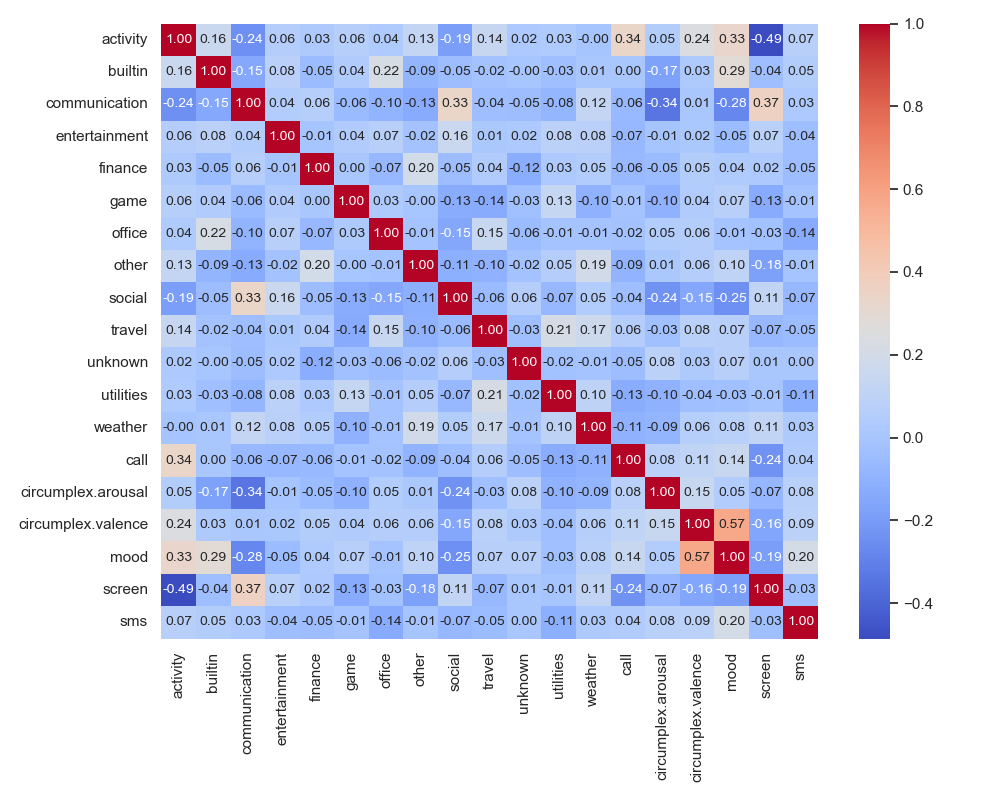 activity 1.00 0.16 -0.24 0.06 0.03 0.06 0.04 0.13 -0.19 0.14 0.02 0.03 -0.00 0.34 0.05 0.24 0.33 -0.49 0.07
builtin 0.16 1.00 -0.15 0.08 -0.05 0.04 0.22 -0.09 -0.05 -0.02 -0.00 -0.03 0.01 0.00 -0.17 0.03 0.29 -0.04 0.05
communication -0.24 -0.15 1.00 0.04 0.06 -0.06 -0.10 -0.13 0.33 -0.04 -0.05 -0.08 0.12 -0.06 -0.34 0.01 -0.28 0.37 0.03
entertainment 0.06 0.08 0.04 1.00 -0.01 0.04 0.07 -0.02 0.16 0.01 0.02 0.08 0.08 -0.07 -0.01 0.02 -0.05 0.07 -0.04
finance 0.03 -0.05 0.06 -0.01 1.00 0.00 -0.07 0.20 -0.05 0.04 -0.12 0.03 0.05 -0.06 -0.05 0.04 0.04 0.02 -0.05
game 0.06 0.04 -0.06 0.04 0.00 1.00 0.03 -0.00 -0.13 -0.14 -0.03 0.13 -0.10 -0.01 -0.10 0.04 0.07 -0.13 -0.01
office 0.04 0.22 -0.10 0.07 -0.07 0.03 1.00 -0.01 -0.15 0.15 -0.06 -0.01 -0.01 -0.02 0.05 0.06 -0.01 -0.03 -0.14
other 0.13 -0.09 -0.13 -0.02 0.20 -0.00 -0.01 1.00 -0.11 -0.10 -0.02 0.05 0.19 -0.09 0.01 0.06 0.10 -0.18 -0.01
social -0.19 -0.05 0.33 0.16 -0.05 -0.13 -0.15 -0.11 1.00 -0.06 0.06 -0.07 0.05 -0.04 -0.24 -0.15 -0.25 0.11 -0.07
travel 0.14 -0.02 -0.04 0.01 0.04 -0.14 0.15 -0.10 -0.06 1.00 -0.03 0.21 0.17 0.06 -0.03 0.08 0.07 -0.07 -0.05
unknown 0.02 -0.00 -0.05 0.02 -0.12 -0.03 -0.06 -0.02 0.06 -0.03 1.00 -0.02 -0.01 -0.05 0.08 0.03 0.07 0.01 0.00
utilities 0.03 -0.03 -0.08 0.08 0.03 0.13 -0.01 0.05 -0.07 0.21 -0.02 1.00 0.10 -0.13 -0.10 -0.04 -0.03 -0.01 -0.11
weather -0.00 0.01 0.12 0.08 0.05 -0.10 -0.01 0.19 0.05 0.17 -0.01 0.10 1.00 -0.11 -0.09 0.06 0.08 0.11 0.03
call 0.34 0.00 -0.06 -0.07 -0.06 -0.01 -0.02 -0.09 -0.04 0.06 -0.05 -0.13 -0.11 1.00 0.08 0.11 0.14 -0.24 0.04
circumplex.arousal 0.05 -0.17 -0.34 -0.01 -0.05 -0.10 0.05 0.01 -0.24 -0.03 0.08 -0.10 -0.09 0.08 1.00 0.15 0.05 -0.07 0.08
circumplex.valence 0.24 0.03 0.01 0.02 0.05 0.04 0.06 0.06 -0.15 0.08 0.03 -0.04 0.06 0.11 0.15 1.00 0.57 -0.16 0.09
mood 0.33 0.29 -0.28 -0.05 0.04 0.07 -0.01 0.10 -0.25 0.07 0.07 -0.03 0.08 0.14 0.05 0.57 1.00 -0.19 0.20
screen -0.49 -0.04 0.37 0.07 0.02 -0.13 -0.03 -0.18 0.11 -0.07 0.01 -0.01 0.11 -0.24 -0.07 -0.16 -0.19 1.00 -0.03
sms 0.07 0.05 0.03 -0.04 -0.05 -0.01 -0.14 -0.01 -0.07 -0.05 0.00 -0.11 0.03 0.04 0.08 0.09 0.20 -0.03 1.00
activity
builtin
communication
entertainment
finance
game
office
other
social
travel
unknown
utilities
weather
call
circumplex.arousal
circumplex.valence
mood
screen
sms
1.0
0.8
0.6
0.4
0.2
0.0
−0.2
−0.4